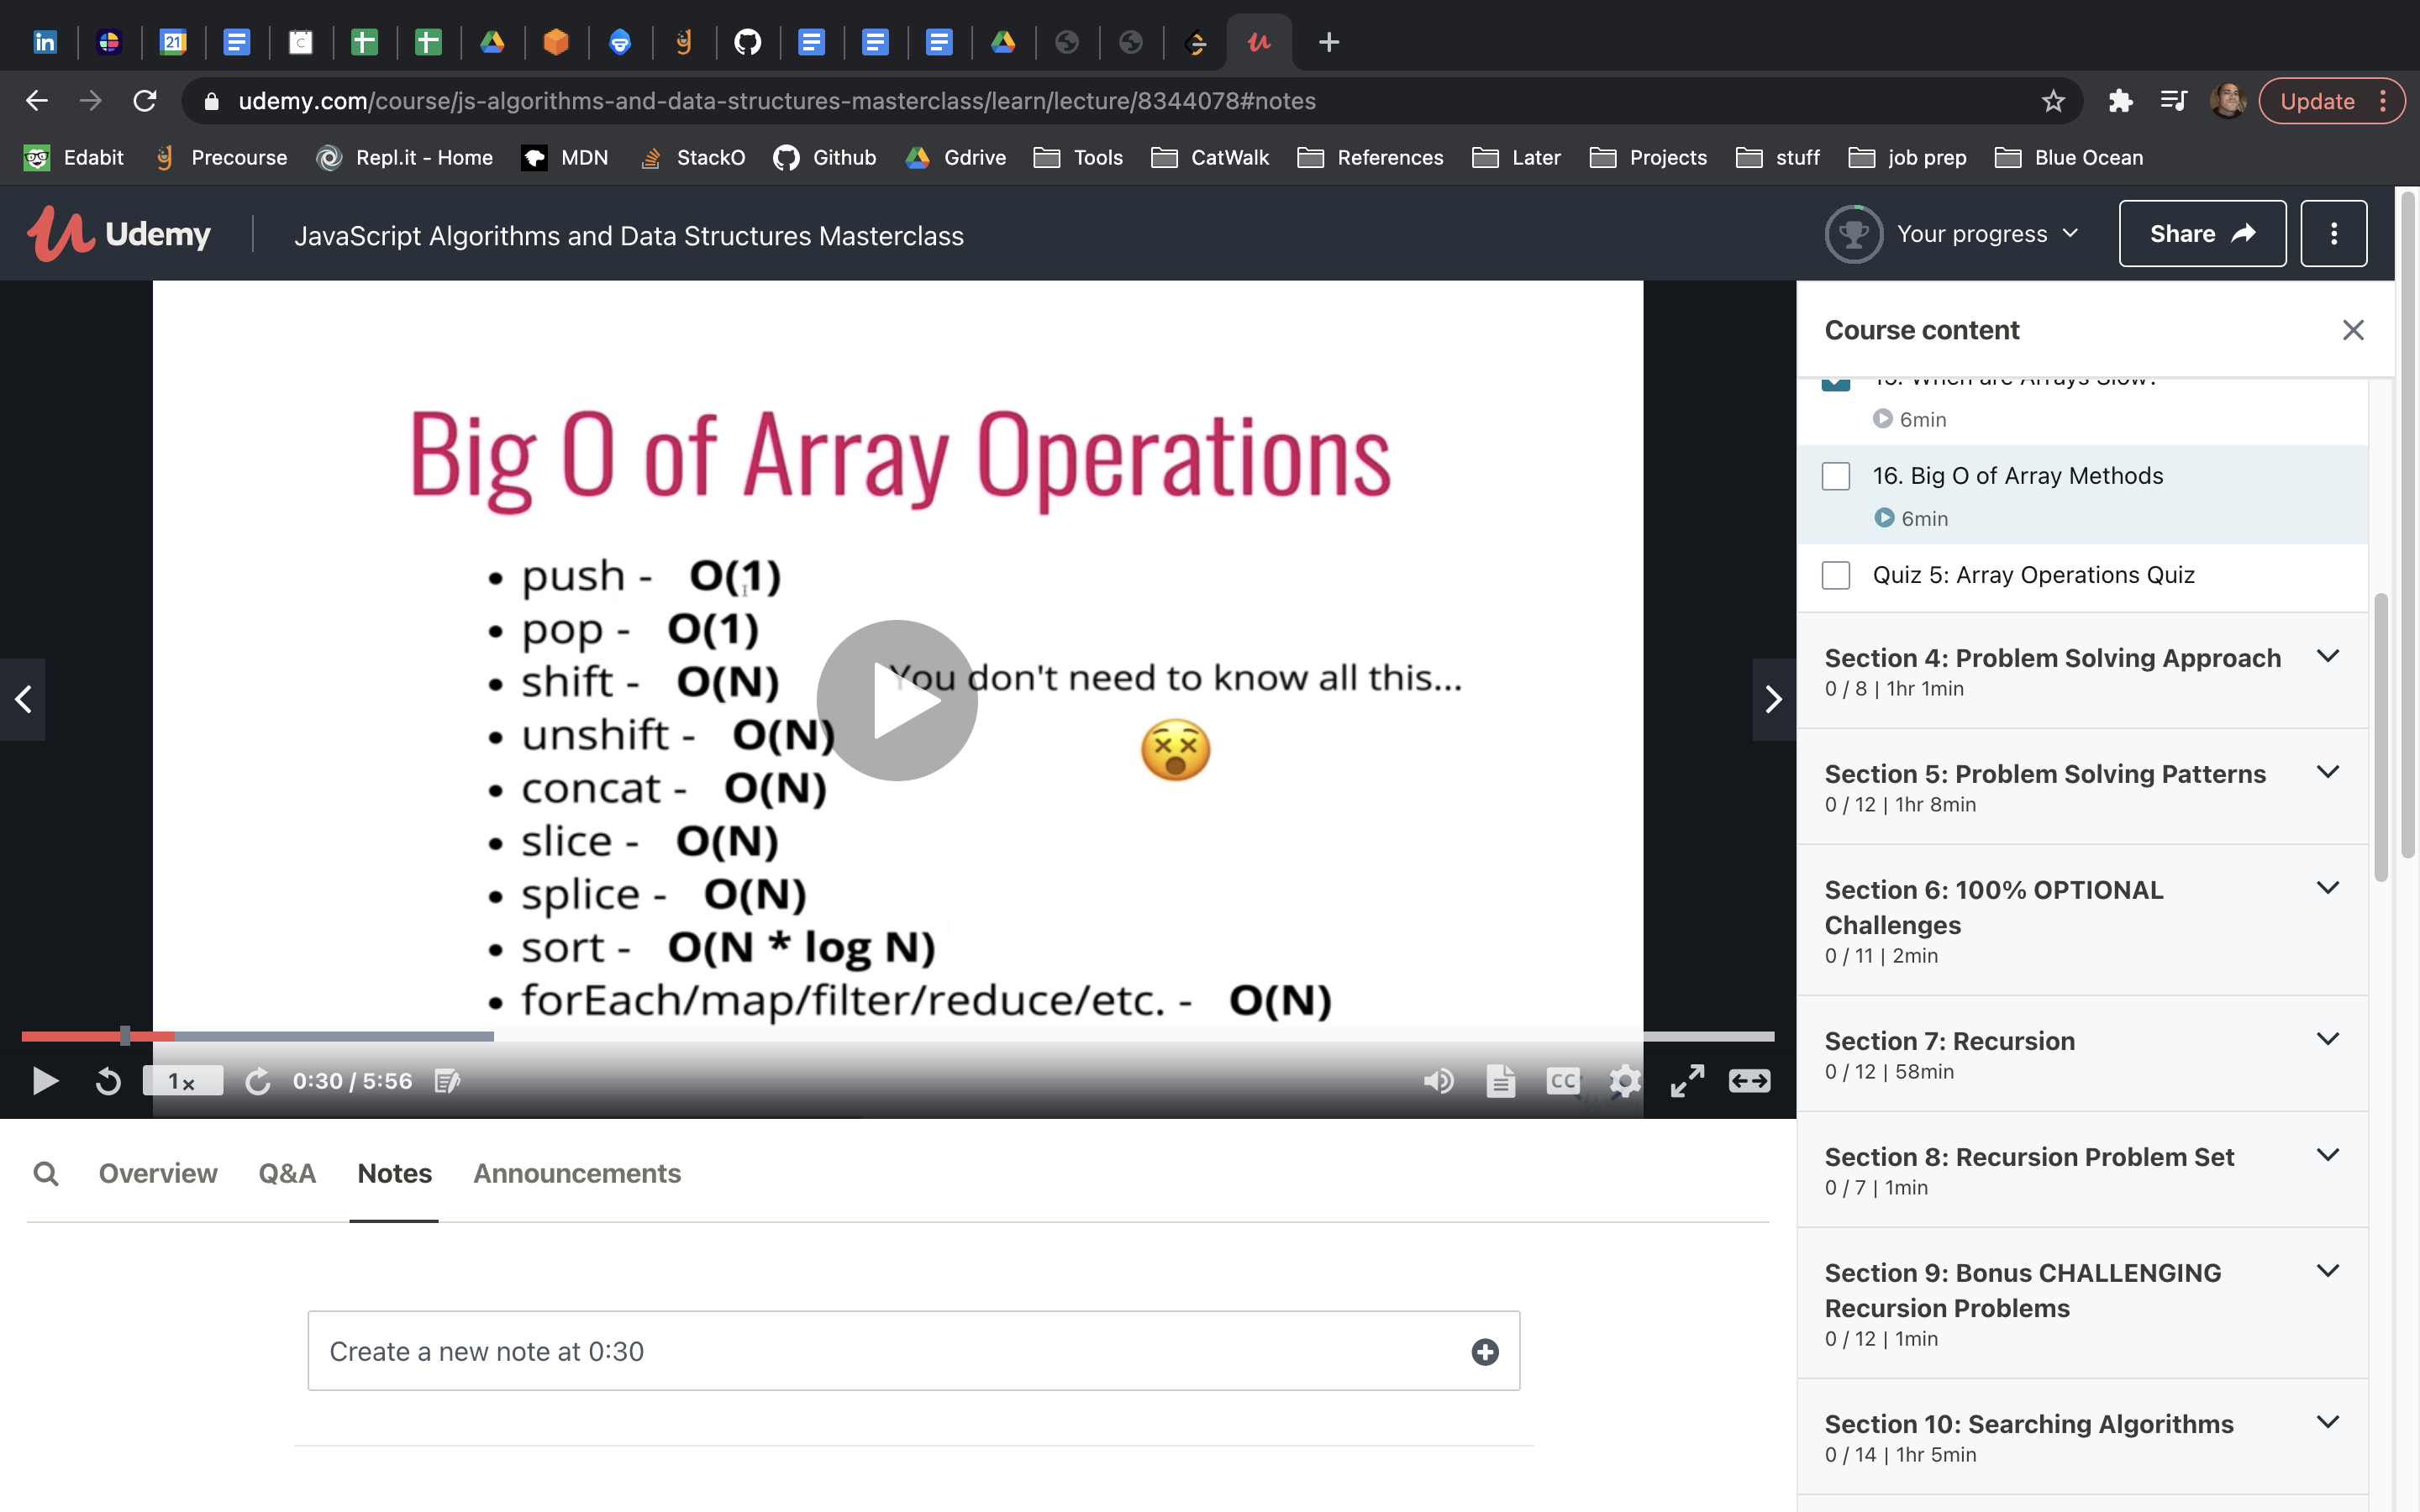 21
C
udemy.com/course/js-algorithms-and-data-structures-masterclass/learn/lecture/8344078#notes
Update
Edabit Precourse Repl.it - Home MDN StackO Github Gdrive Tools CatWalk References Later Projects stuff job prep Blue Ocean
Udemy JavaScript Algorithms and Data Structures Masterclass
Your progress
Share
Big O of Array Operations
• push - O(1)
• pop - O(1)
• shift - O(N)
You don't need to know all this...
• unshift - O(N)
• concat - O(N)
• slice - O(N)
• splice - O(N)
• sort - O(N * log N)
• forEach/map/filter/reduce/etc. - O(N)
1x
0:30 / 5:56
CC
Overview Q&A Notes Announcements
Create a new note at 0:30
Course content
15. When are Arrays Slow?
6min
16. Big O of Array Methods
6min
Quiz 5: Array Operations Quiz
Section 4: Problem Solving Approach
0 / 8 | 1hr 1min
Section 5: Problem Solving Patterns
0 / 12 | 1hr 8min
Section 6: 100% OPTIONAL
Challenges
0 / 11 | 2min
Section 7: Recursion
0 / 12 | 58min
Section 8: Recursion Problem Set
0 / 7 | 1min
Section 9: Bonus CHALLENGING
Recursion Problems
0 / 12 | 1min
Section 10: Searching Algorithms
0 / 14 | 1hr 5min